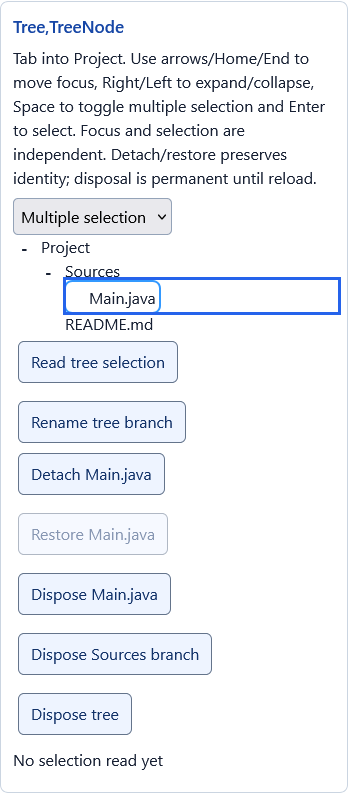 Tree,TreeNode
Tab into Project. Use arrows/Home/End to
move focus, Right/Left to expand/collapse,
Space to toggle multiple selection and Enter
to select. Focus and selection are
independent. Detach/restore preserves
identity; disposal is permanent until reload.
Multiple selection
- Project
- Sources
Main.java
README.md
Read tree selection
Rename tree branch
Detach Main.java
Restore Main.java
Dispose Main.java
Dispose Sources branch
Dispose tree
No selection read yet